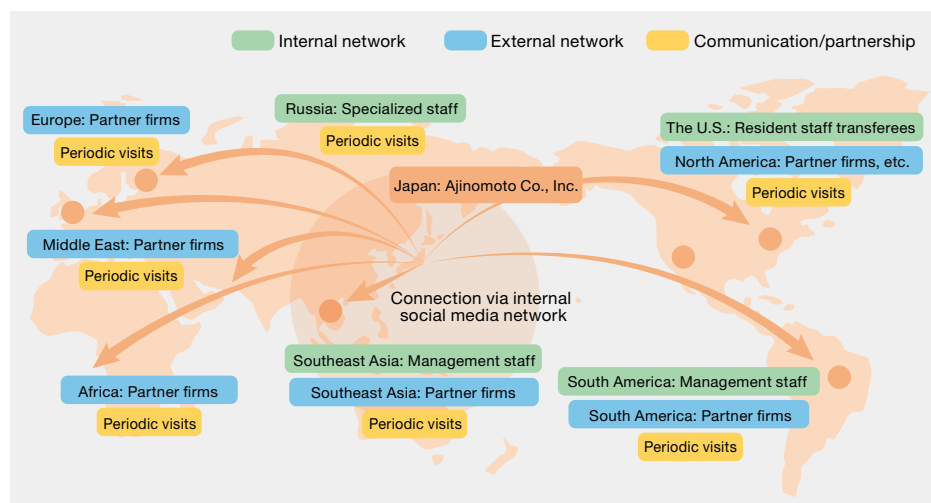 Internal network
External network
Communication/partnership
Europe: Partner firms
Periodic visits
Russia: Specialized staff
Periodic visits
The U.S.: Resident staff transferees
North America: Partner firms, etc.
Periodic visits
Japan: Ajinomoto Co., Inc.
Middle East: Partner firms
Periodic visits
Connection via internal
social media network
Southeast Asia: Management staff
Southeast Asia: Partner firms
Periodic visits
Africa: Partner firms
Periodic visits
South America: Management staff
South America: Partner firms
Periodic visits